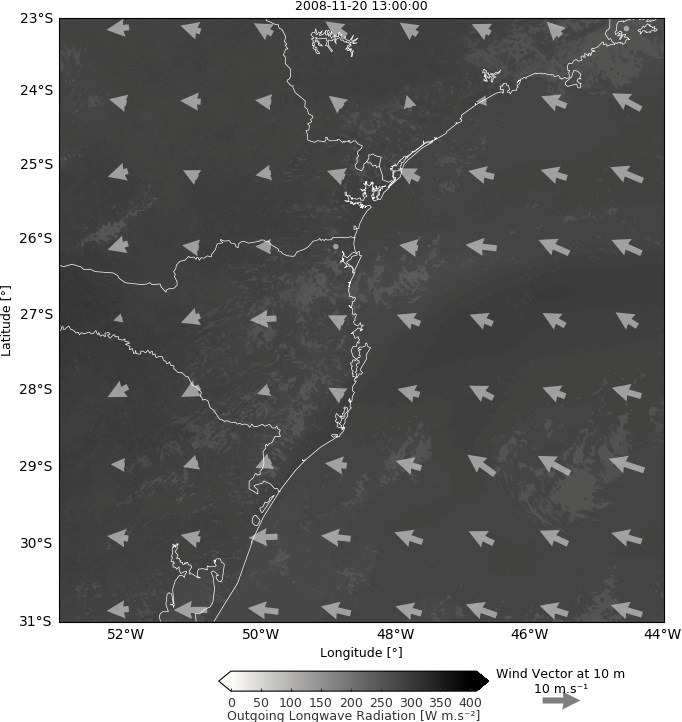 2008-11-20 13:00:00
23°S
24°S
25°S
26°S
27°S
28°S
29°S
30°S
31°S
Latitude [°]
52°W 50°W 48°W 46°W 44°W
Longitude [°]
Wind Vector at 10 m
10 m.s⁻¹
0 50 100 150 200 250 300 350 400
Outgoing Longwave Radiation [W m.s⁻²]